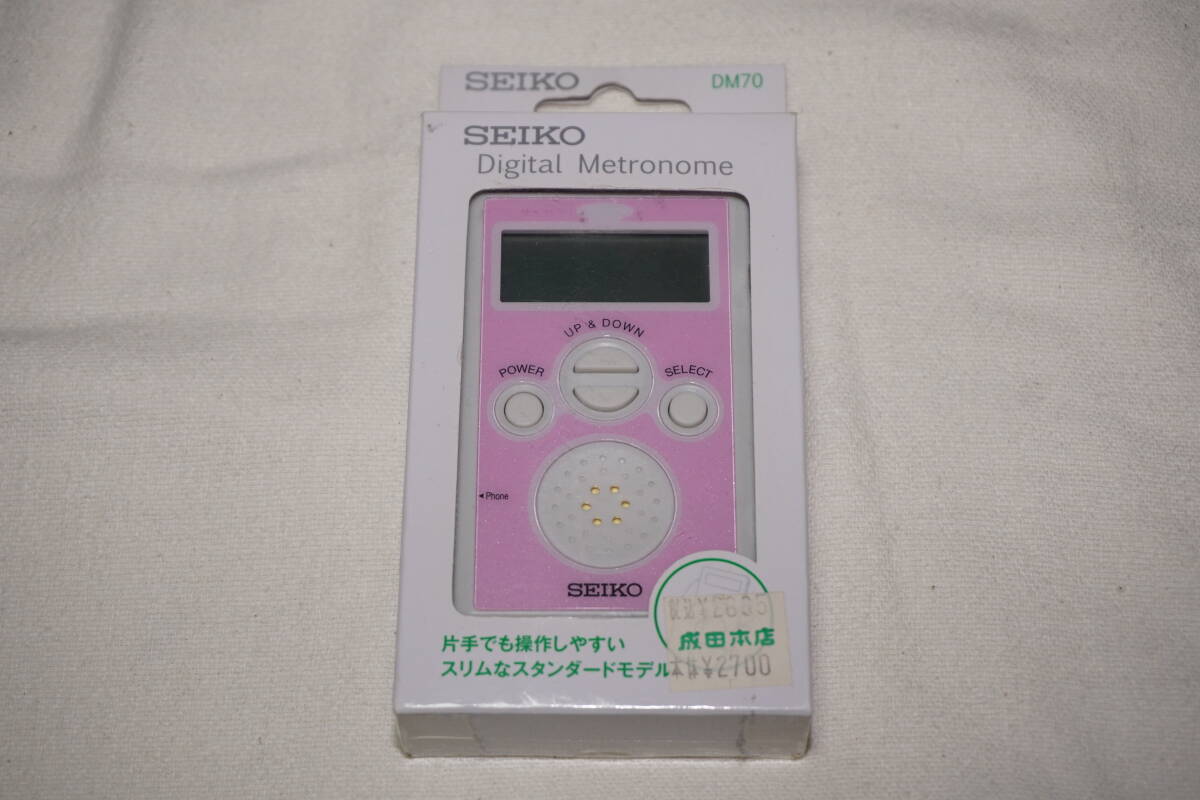 SEIKO DM70
SEIKO
Digital Metronome
UP & DOWN
POWER SELECT
◄ Phone
SEIKO
片手でも操作しやすい
スリムなスタンダードモデル
成田本店
本体¥2700